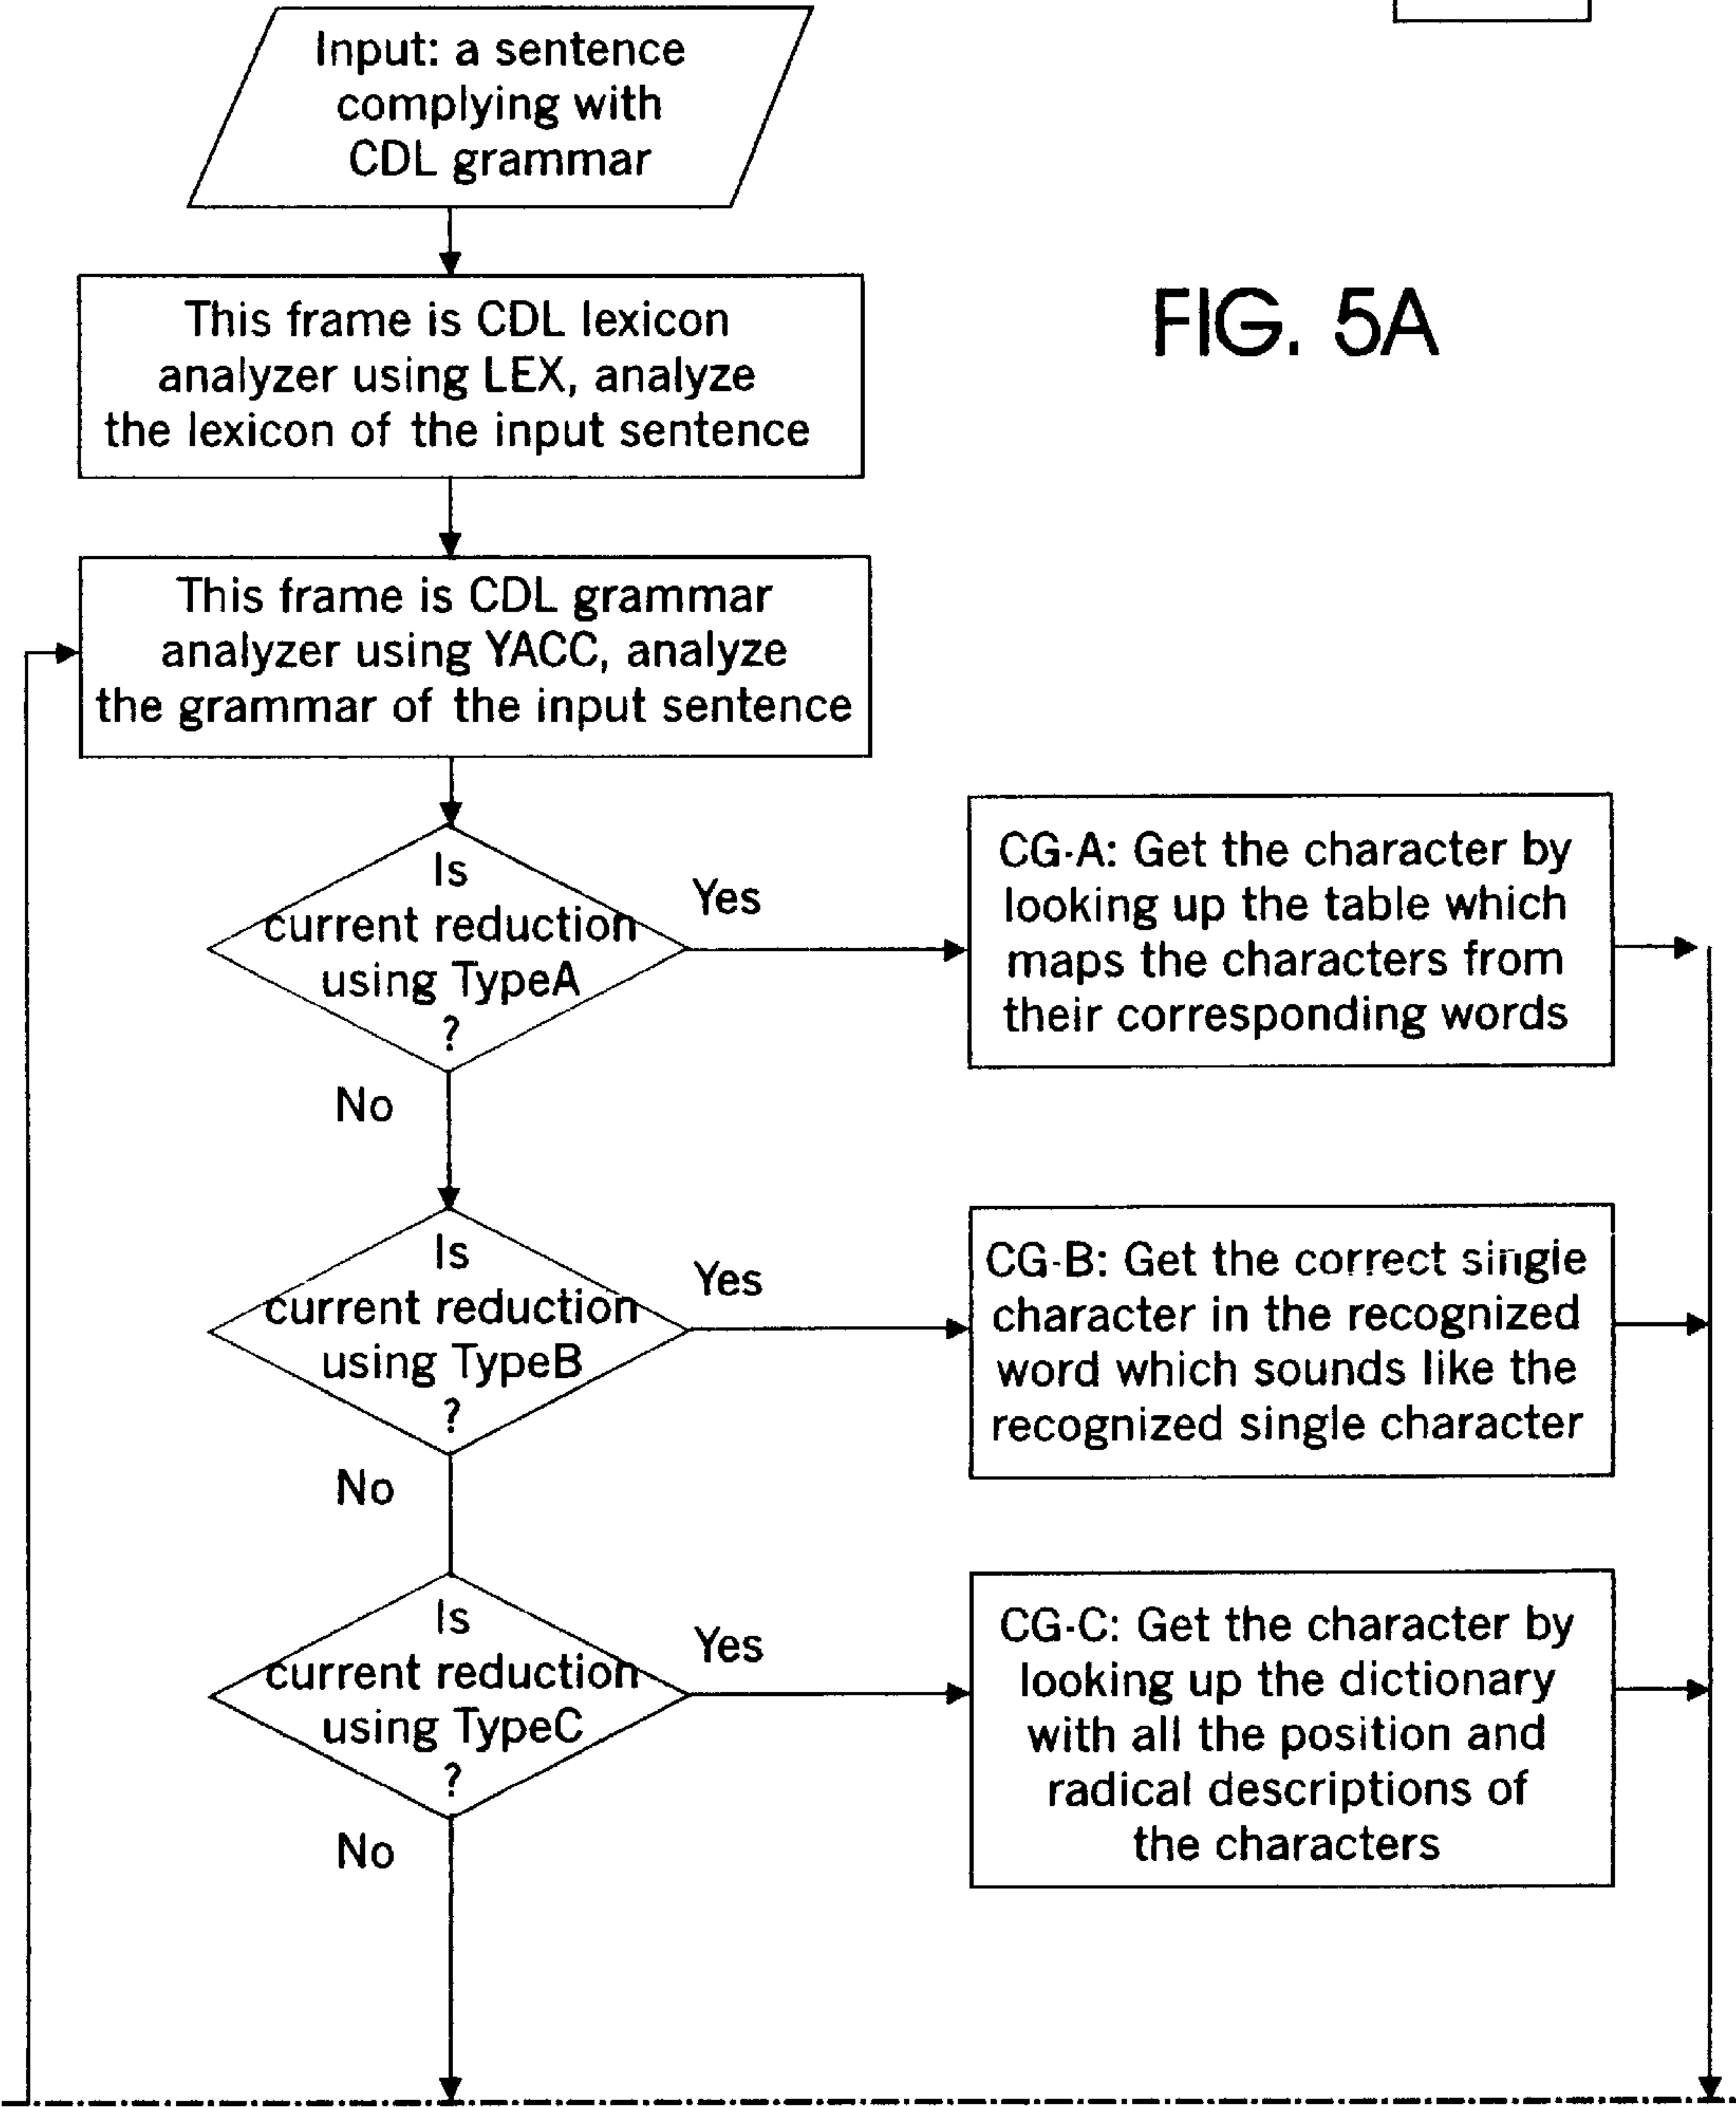 Input: a sentence
complying with
CDL grammar
This frame is CDL lexicon
analyzer using LEX, analyze
the lexicon of the input sentence
FIG. 5A
This frame is CDL grammar
analyzer using YACC, analyze
the grammar of the input sentence
Is
current reduction
using TypeA
?
Yes
No
CG-A: Get the character by
looking up the table which
maps the characters from
their corresponding words
Is
current reduction
using TypeB
?
Yes
No
CG-B: Get the correct single
character in the recognized
word which sounds like the
recognized single character
Is
current reduction
using TypeC
?
Yes
No
CG-C: Get the character by
looking up the dictionary
with all the position and
radical descriptions of
the characters